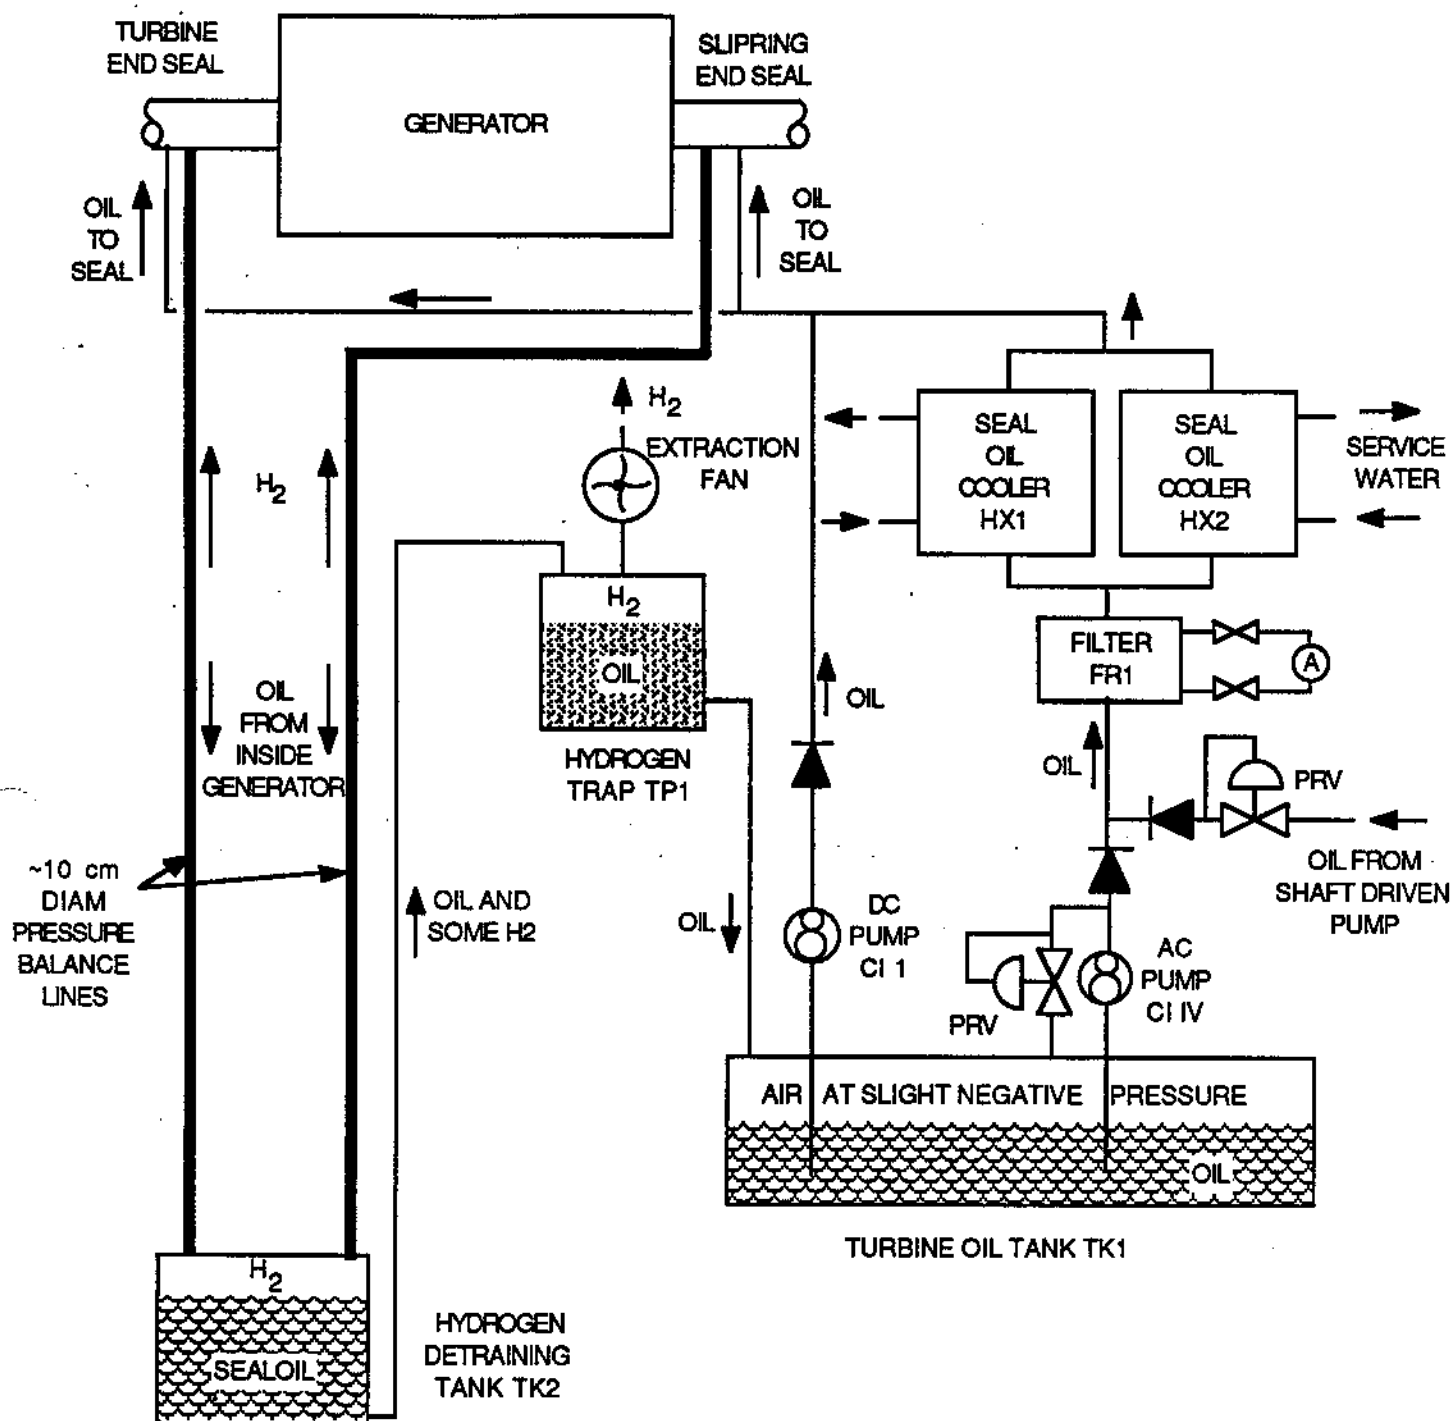 TURBINE
END SEAL
SLIPRING
END SEAL
GENERATOR
OIL
TO
SEAL
OIL
TO
SEAL
H2
EXTRACTION
FAN
SEAL
OIL
COOLER
HX1
SEAL
OIL
COOLER
HX2
SERVICE
WATER
H2
H2
OIL
HYDROGEN
TRAP TP1
FILTER
FR1
A
OIL
FROM
INSIDE
GENERATOR
OIL
OIL
PRV
OIL FROM
SHAFT DRIVEN
PUMP
~10 cm
DIAM
PRESSURE
BALANCE
LINES
OIL AND
SOME H2
OIL
DC
PUMP
CI 1
AC
PUMP
CI IV
PRV
AIR AT SLIGHT NEGATIVE PRESSURE
OIL
TURBINE OIL TANK TK1
H2
SEALOIL
HYDROGEN
DETRAINING
TANK TK2